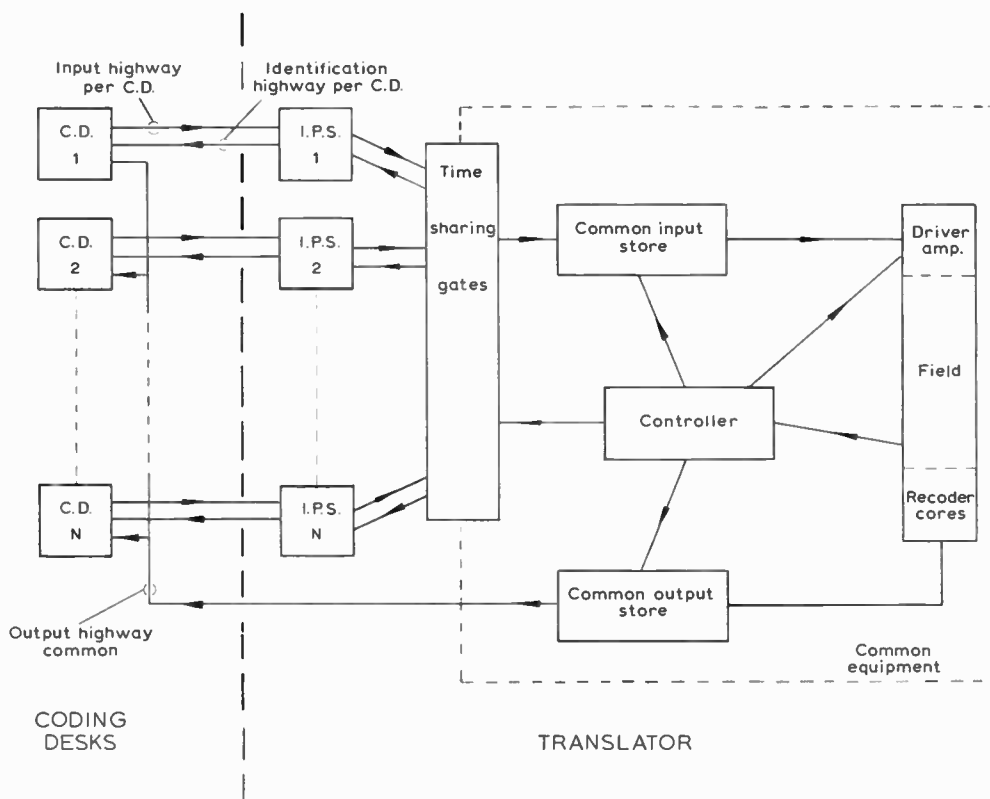 Input highway
per C.D.
Identification
highway per C.D.
C.D.
1
I.P.S.
1
Time
sharing
gates
C.D.
2
I.P.S.
2
Common input
store
Driver
amp.
Field
Controller
C.D.
N
I.P.S.
N
Recoder
cores
Common output
store
Output highway
common
Common
equipment
CODING
DESKS
TRANSLATOR